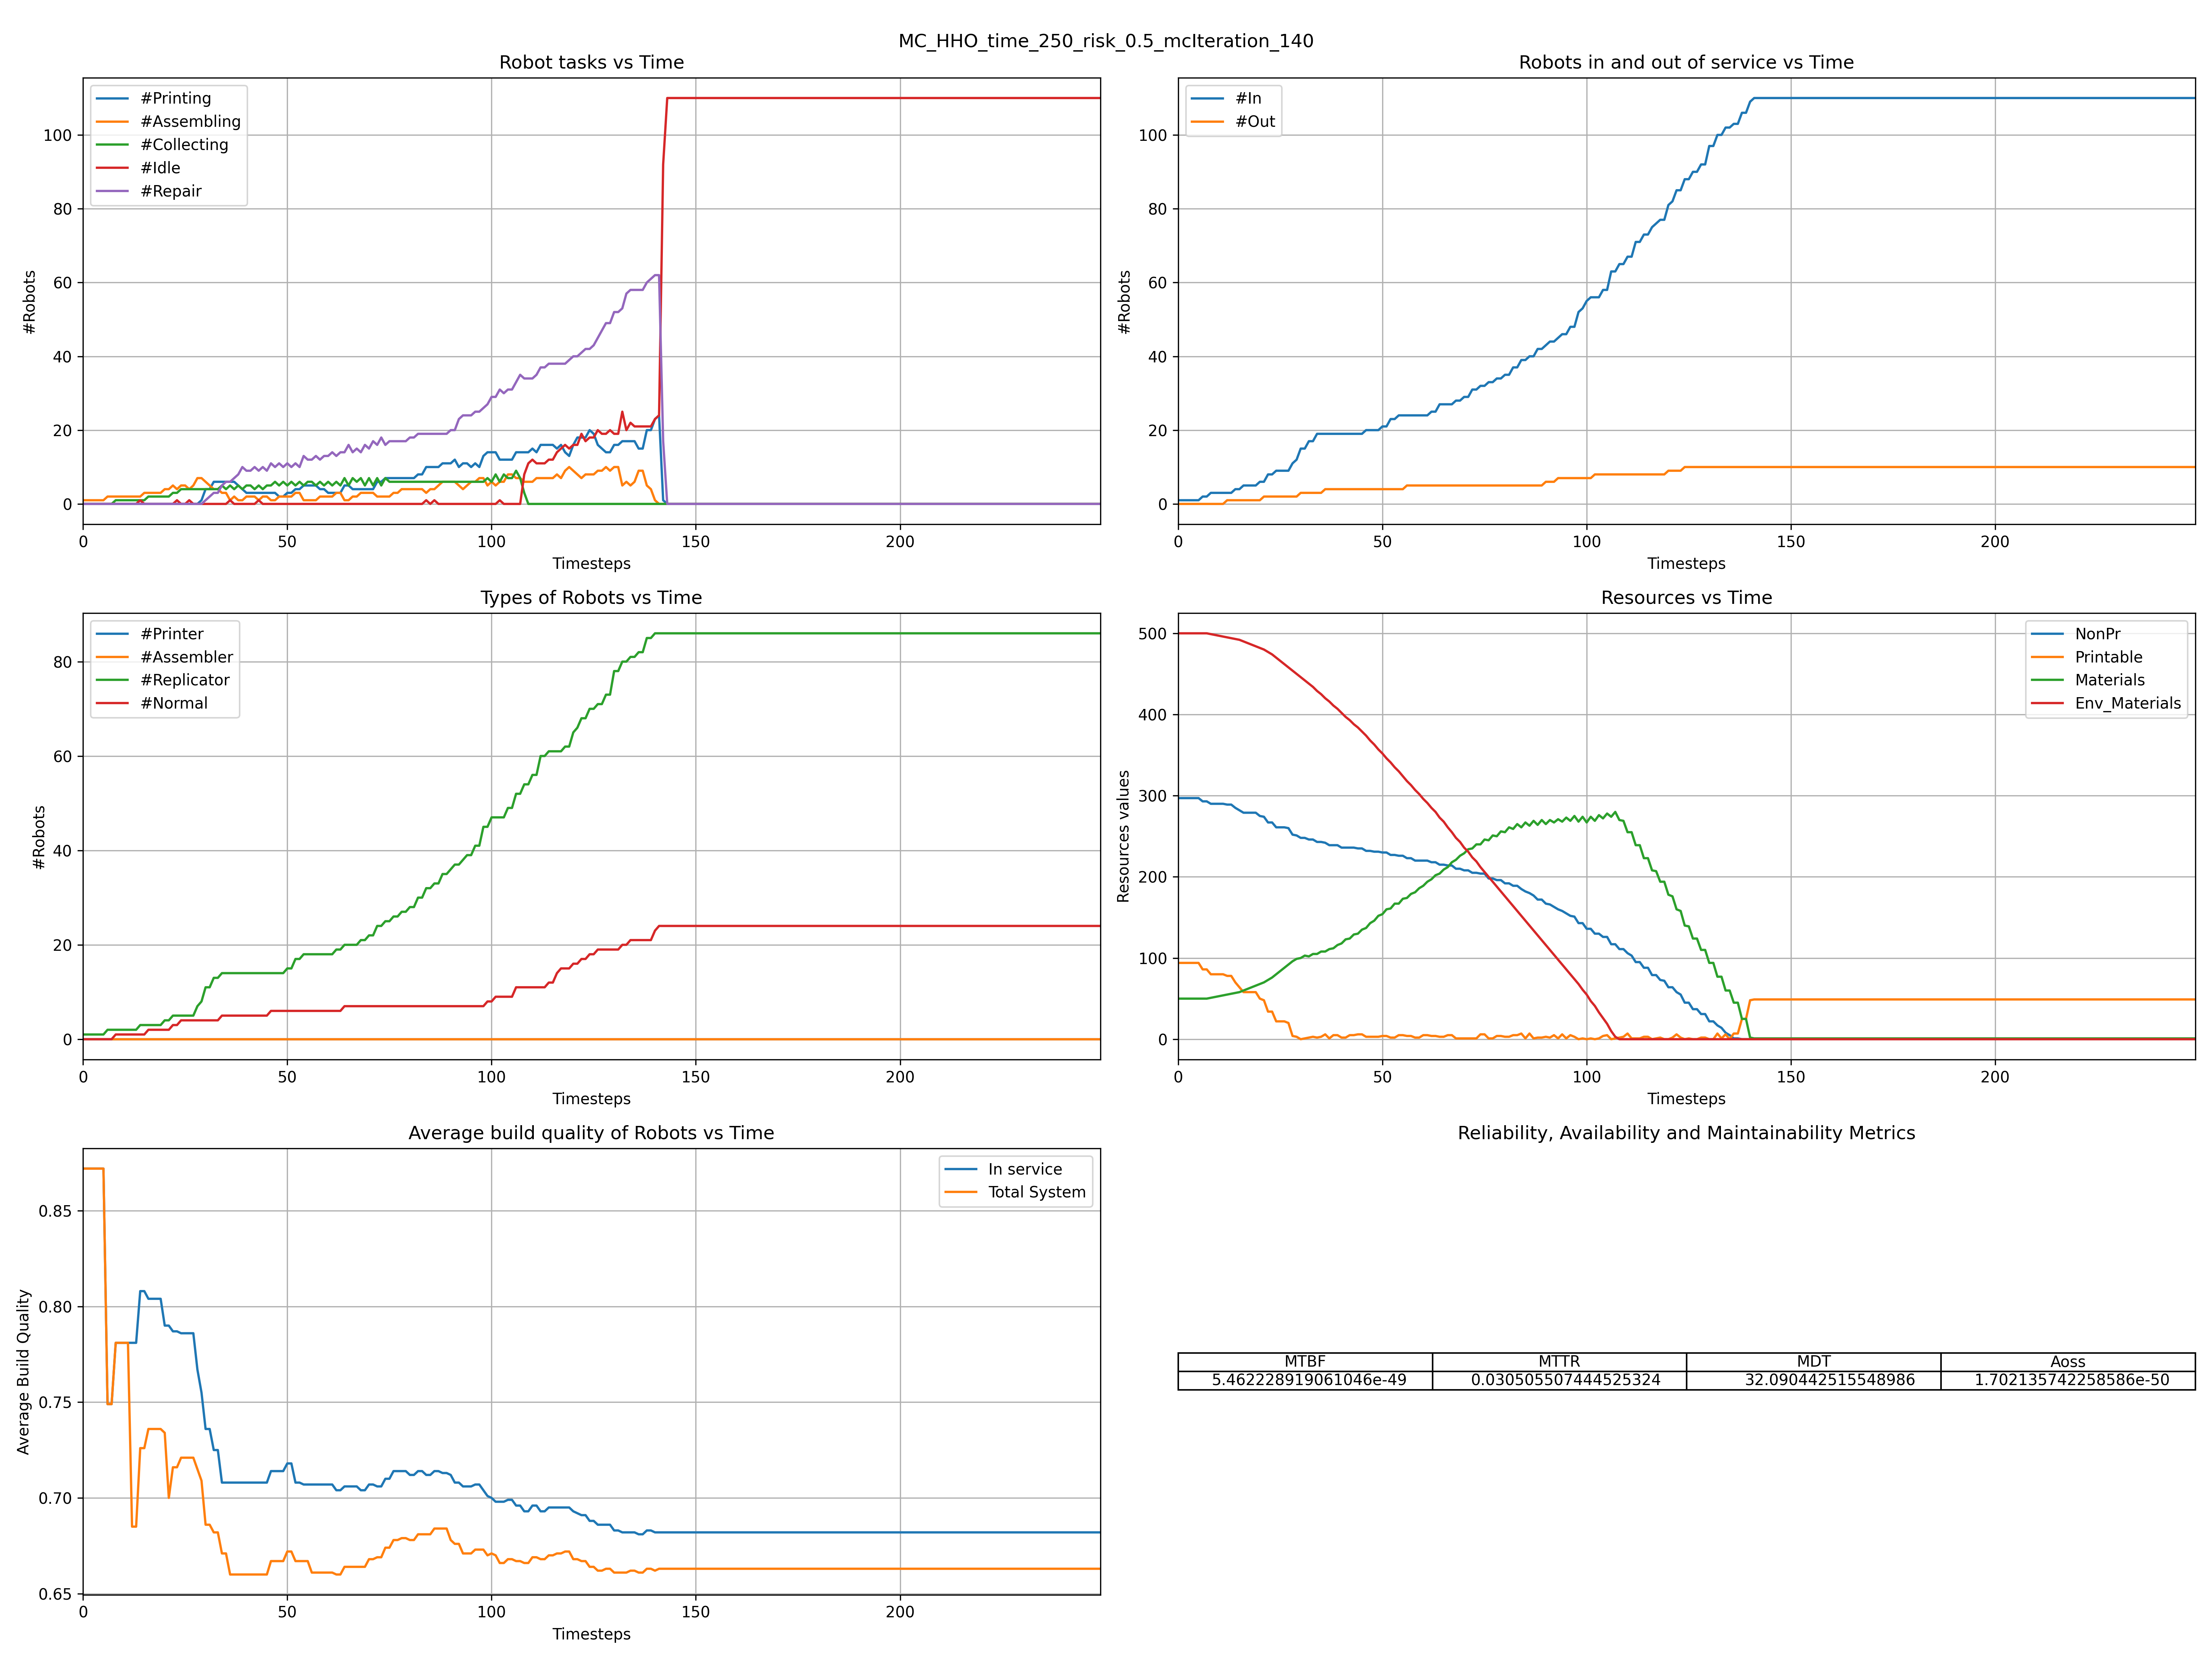 MC_HHO_time_250_risk_0.5_mcIteration_140
Robot tasks vs Time
#Printing
#Assembling
#Collecting
#Idle
#Repair
#Robots
100
80
60
40
20
0
0 50 100 150 200
Timesteps
Robots in and out of service vs Time
#In
#Out
#Robots
100
80
60
40
20
0
0 50 100 150 200
Timesteps
Types of Robots vs Time
#Printer
#Assembler
#Replicator
#Normal
#Robots
80
60
40
20
0
0 50 100 150 200
Timesteps
Resources vs Time
NonPr
Printable
Materials
Env_Materials
Resources values
500
400
300
200
100
0
0 50 100 150 200
Timesteps
Average build quality of Robots vs Time
In service
Total System
Average Build Quality
0.85
0.80
0.75
0.70
0.65
0 50 100 150 200
Timesteps
Reliability, Availability and Maintainability Metrics
MTBF MTTR MDT Aoss
5.462228919061046e-49 0.030505507444525324 32.090442515548986 1.702135742258586e-50